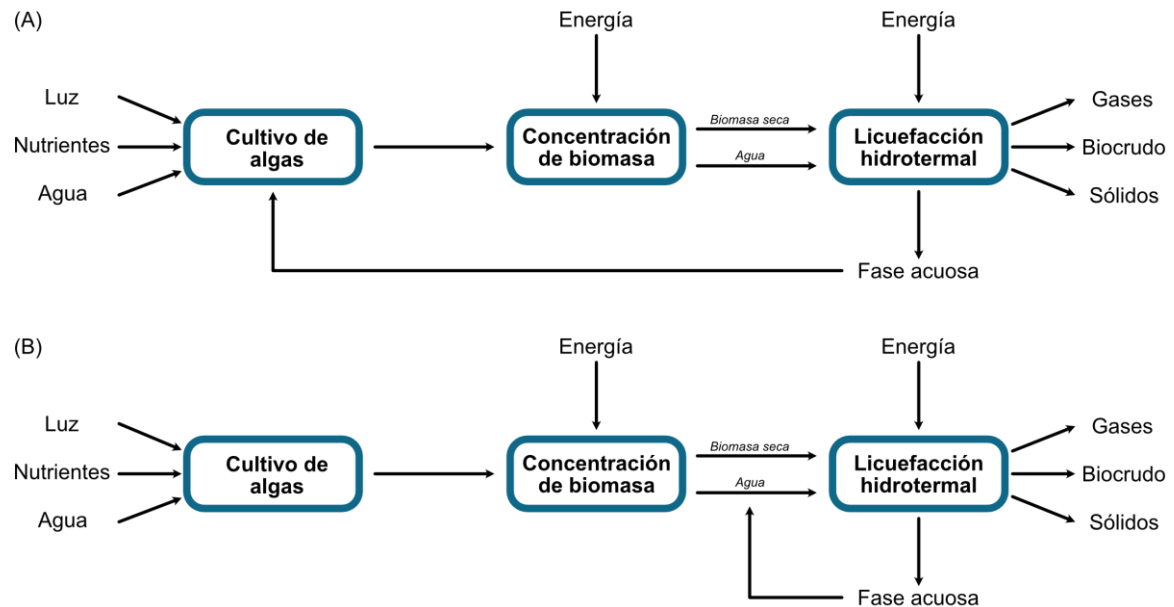 (A)
Energía
Energía
Luz
Nutrientes
Agua
Cultivo de
algas
Concentración
de biomasa
Biomasa seca
Agua
Licuefacción
hidrotermal
Gases
Biocrudo
Sólidos
Fase acuosa
(B)
Energía
Energía
Luz
Nutrientes
Agua
Cultivo de
algas
Concentración
de biomasa
Biomasa seca
Agua
Licuefacción
hidrotermal
Gases
Biocrudo
Sólidos
Fase acuosa